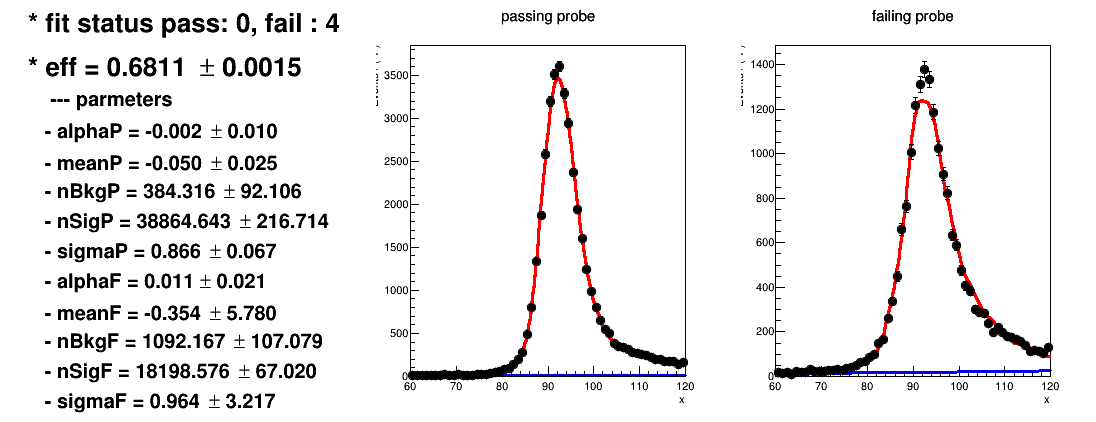 * fit status pass: 0, fail : 4
* eff = 0.6811 ± 0.0015
--- parmeters
- alphaP = -0.002 ± 0.010
- meanP = -0.050 ± 0.025
- nBkgP = 384.316 ± 92.106
- nSigP = 38864.643 ± 216.714
- sigmaP = 0.866 ± 0.067
- alphaF = 0.011 ± 0.021
- meanF = -0.354 ± 5.780
- nBkgF = 1092.167 ± 107.079
- nSigF = 18198.576 ± 67.020
- sigmaF = 0.964 ± 3.217
passing probe
3500
3000
2500
2000
1500
1000
500
0
60 70 80 90 100 110 120
x
failing probe
1400
1200
1000
800
600
400
200
0
60 70 80 90 100 110 120
x